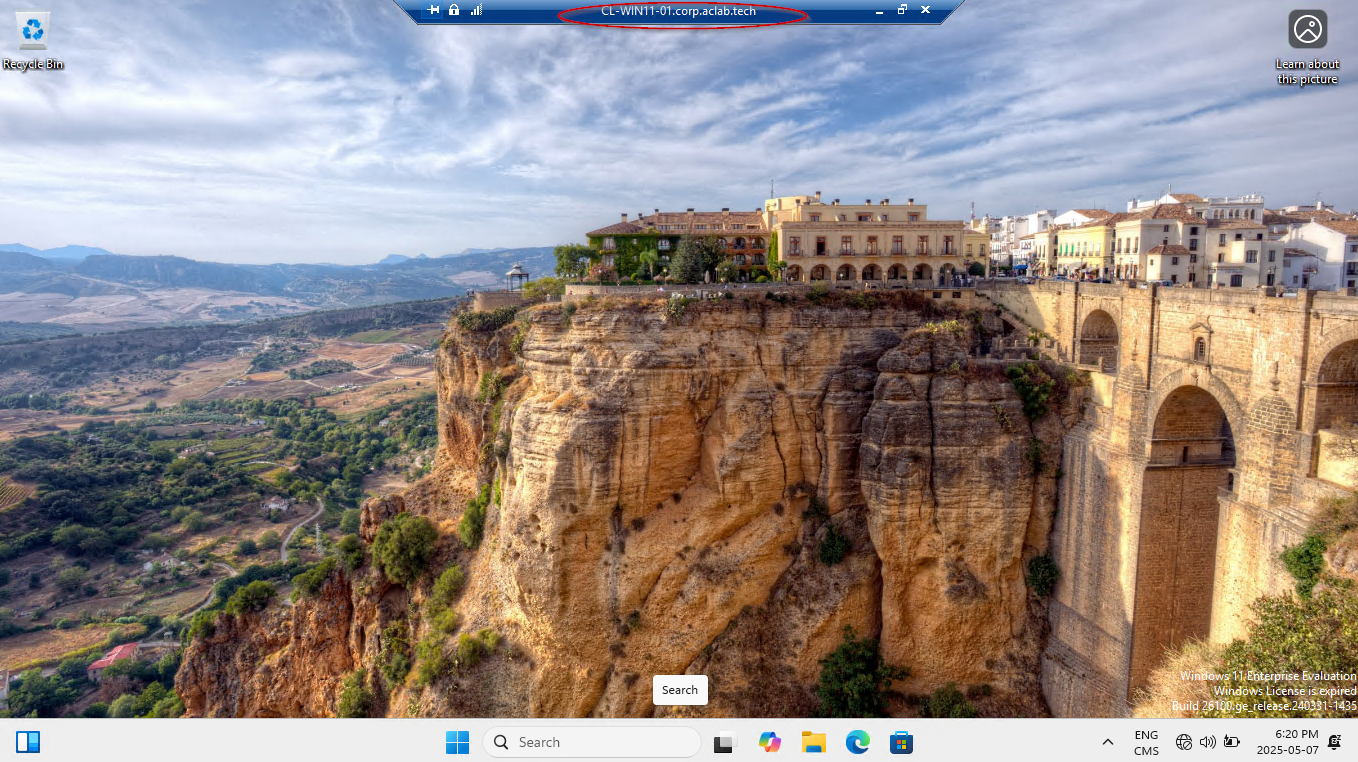 CL-WIN11-01.corp.aclab.tech
Recycle Bin
Learn about
this picture
Search
Windows 11 Enterprise Evaluation
Windows License is expired
Build 26100.ge_release.240331-1435
Search
ENG
CMS
6:20 PM
2025-05-07